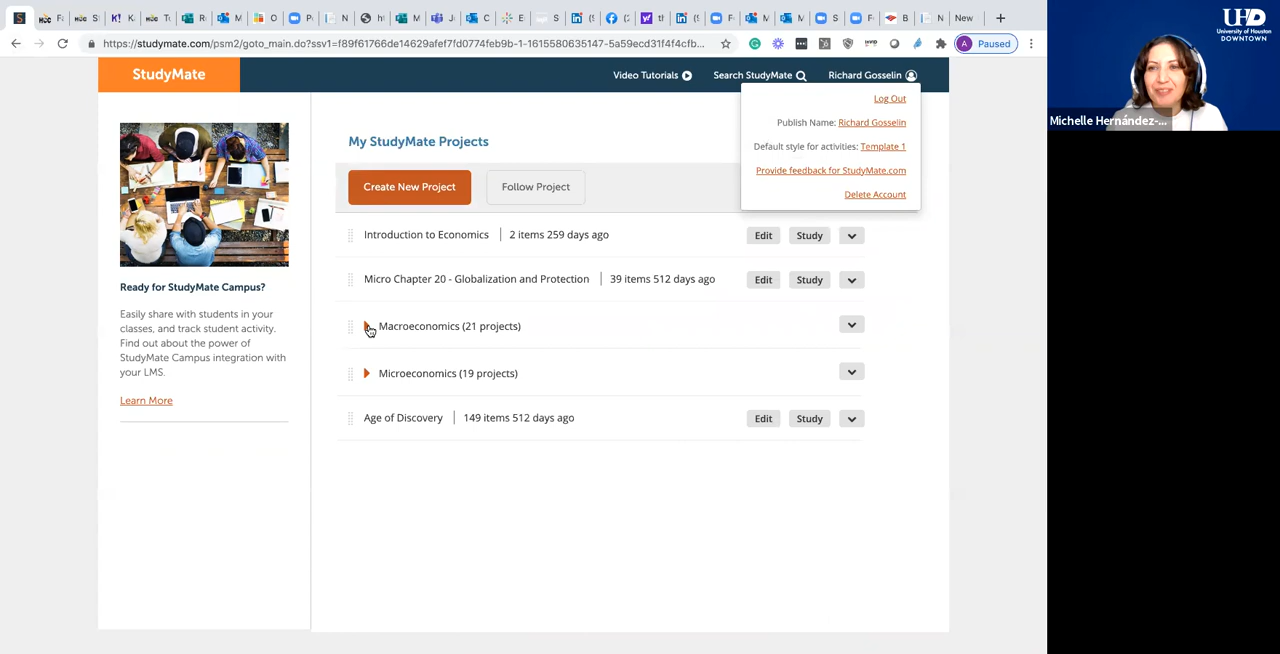 https://studymate.com/psm2/goto_main.do?ssv1=f89f61766de14629afef7fd0774feb9b-1-1615580635147-5a59ecd31f4f4cfb...
Paused
StudyMate
Video Tutorials
Search StudyMate
Richard Gosselin
Log Out
Publish Name: Richard Gosselin
Default style for activities: Template 1
Provide feedback for StudyMate.com
Delete Account
Ready for StudyMate Campus?
Easily share with students in your
classes, and track student activity.
Find out about the power of
StudyMate Campus integration with
your LMS.
Learn More
My StudyMate Projects
Create New Project
Follow Project
Introduction to Economics | 2 items 259 days ago
Edit
Study
Micro Chapter 20 - Globalization and Protection | 39 items 512 days ago
Edit
Study
Macroeconomics (21 projects)
Microeconomics (19 projects)
Age of Discovery | 149 items 512 days ago
Edit
Study
UHD
University of Houston
DOWNTOWN
Michelle Hernández-...
New